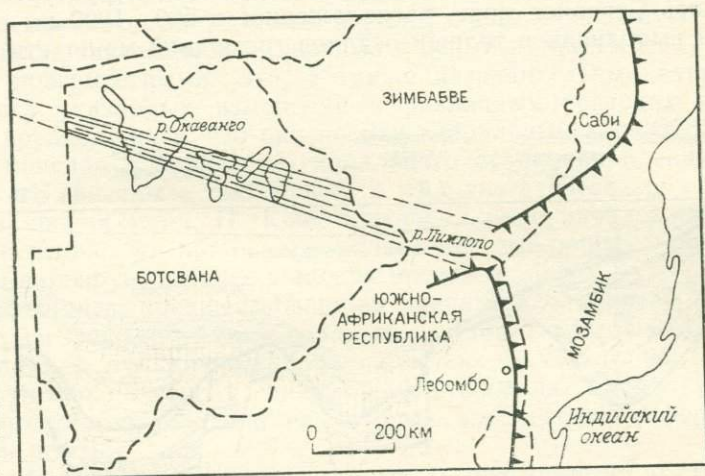 ЗИМБАБВЕ
р.Окаванго
Саби
р.Лимпопо
БОТСВАНА
ЮЖНО-
АФРИКАНСКАЯ
РЕСПУБЛИКА
МОЗАМБИК
Лебомбо
Индийский
океан
0 200 км